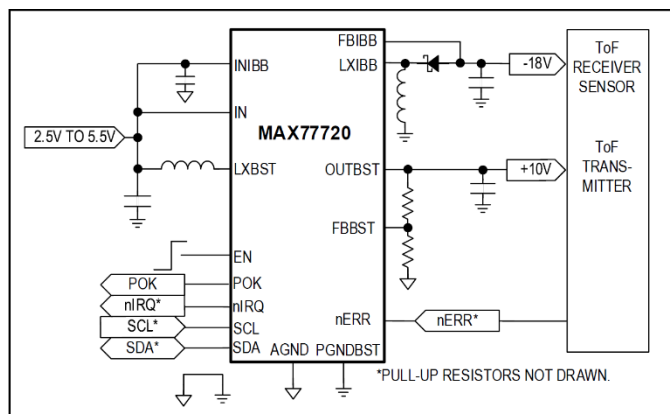 FBIBB
INIBB
LXIBB
-18V
ToF
RECEIVER
SENSOR
IN
MAX77720
2.5V TO 5.5V
LXBST
OUTBST
+10V
ToF
TRANS-
MITTER
FBBST
EN
POK
POK
nIRQ*
nIRQ
SCL*
SCL
SDA*
SDA
nERR
nERR*
AGND
PGNDBST
*PULL-UP RESISTORS NOT DRAWN.